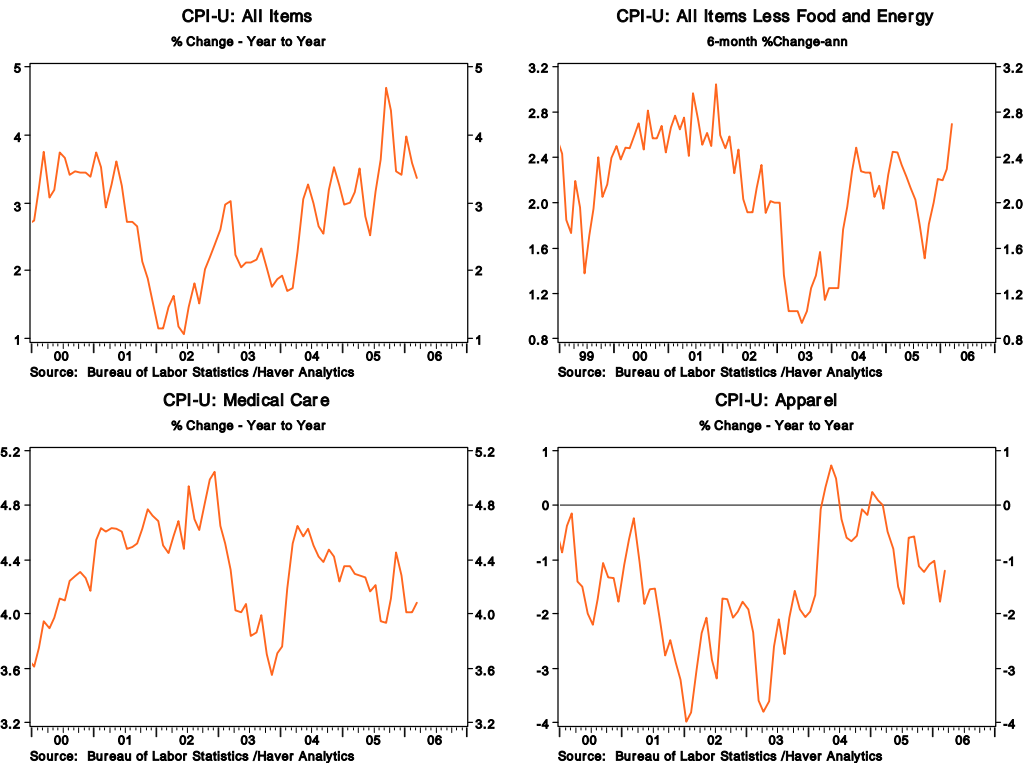 CPI-U: All Items
% Change - Year to Year
5 5
4 4
3 3
2 2
1 1
00 01 02 03 04 05 06
Source: Bureau of Labor Statistics /Haver Analytics
CPI-U: All Items Less Food and Energy
6-month %Change-ann
3.2 3.2
2.8 2.8
2.4 2.4
2.0 2.0
1.6 1.6
1.2 1.2
0.8 0.8
99 00 01 02 03 04 05 06
Source: Bureau of Labor Statistics /Haver Analytics
CPI-U: Medical Care
% Change - Year to Year
5.2 5.2
4.8 4.8
4.4 4.4
4.0 4.0
3.6 3.6
3.2 3.2
00 01 02 03 04 05 06
Source: Bureau of Labor Statistics /Haver Analytics
CPI-U: Apparel
% Change - Year to Year
1 1
0 0
-1 -1
-2 -2
-3 -3
-4 -4
00 01 02 03 04 05 06
Source: Bureau of Labor Statistics /Haver Analytics